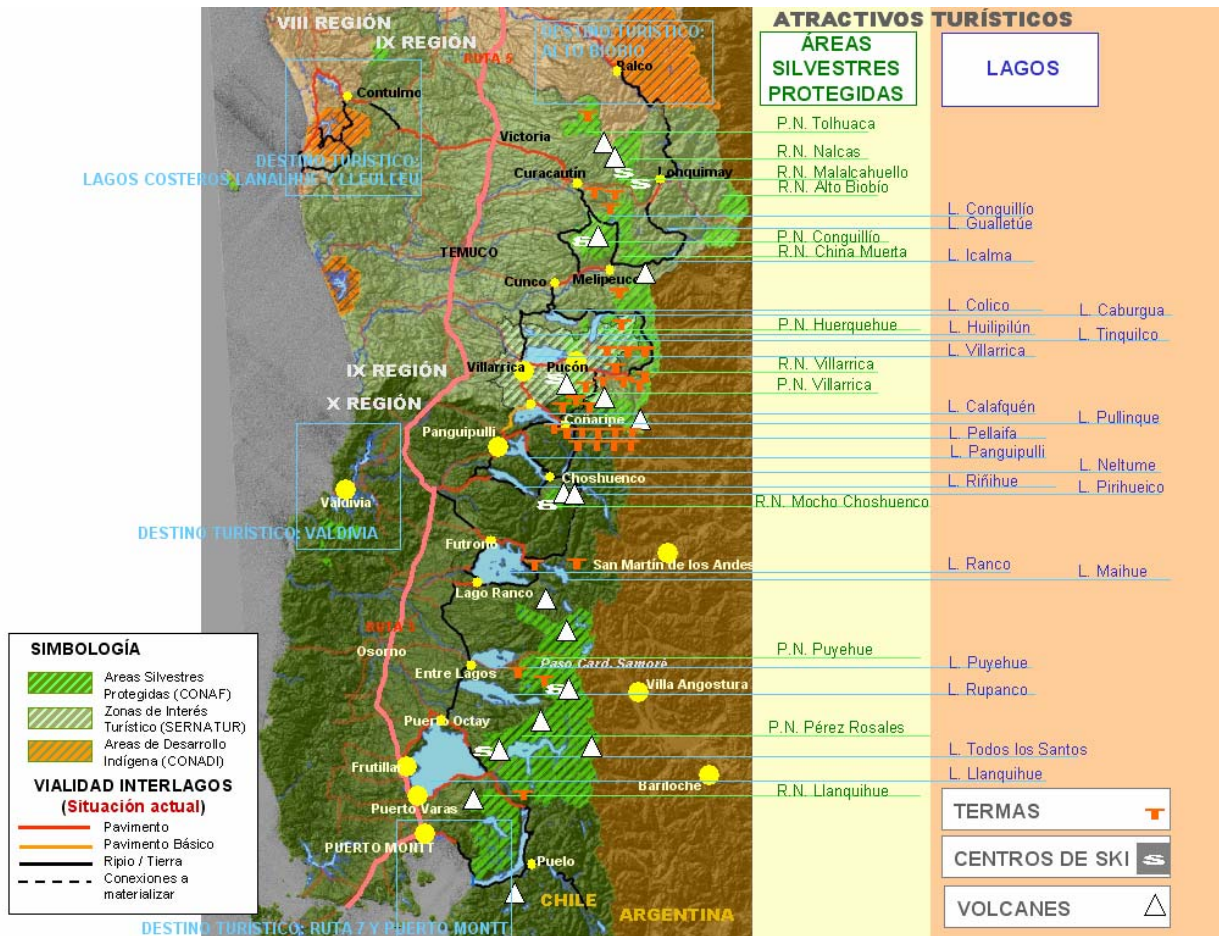 ATRACTIVOS TURÍSTICOS
ÁREAS
SILVESTRES
PROTEGIDAS
LAGOS
VIII REGIÓN
IX REGIÓN
RUTA 5
DESTINO TURÍSTICO:
ALTO BIOBIO
Ralco
Contulmo
Victoria
DESTINO TURÍSTICO:
LAGOS COSTEROS LANALHUE Y LLEULLEU
Curacautín
Lonquimay
TEMUCO
Cunco
Melipeuco
Villarrica
Pucón
IX REGIÓN
X REGIÓN
Coñaripe
Panguipulli
Choshuenco
Valdivia
DESTINO TURÍSTICO: VALDIVIA
Futrono
San Martín de los Andes
Lago Ranco
RUTA 5
Osorno
Entre Lagos
Paso Card. Samoré
Villa Angostura
Puerto Octay
Frutillar
Bariloche
Puerto Varas
PUERTO MONTT
Puelo
CHILE
ARGENTINA
DESTINO TURÍSTICO: RUTA 7 Y PUERTO MONTT
P.N. Tolhuaca
R.N. Nalcas
R.N. Malalcahuello
R.N. Alto Biobío
P.N. Conguillío
R.N. China Muerta
P.N. Huerquehue
R.N. Villarrica
P.N. Villarrica
R.N. Mocho Choshuenco
P.N. Puyehue
P.N. Pérez Rosales
R.N. Llanquihue
L. Conguillío
L. Gualletúe
L. Icalma
L. Colico
L. Caburgua
L. Huilipilún
L. Tinquilco
L. Villarrica
L. Calafquén
L. Pullinque
L. Pellaifa
L. Panguipulli
L. Neltume
L. Riñihue
L. Pirihueico
L. Ranco
L. Maihue
L. Puyehue
L. Rupanco
L. Todos los Santos
L. Llanquihue
TERMAS
CENTROS DE SKI
S
VOLCANES
SIMBOLOGÍA
Areas Silvestres
Protegidas (CONAF)
Zonas de Interés
Turístico (SERNATUR)
Areas de Desarrollo
Indígena (CONADI)
VIALIDAD INTERLAGOS
(Situación actual)
Pavimento
Pavimento Básico
Ripio / Tierra
Conexiones a
materializar